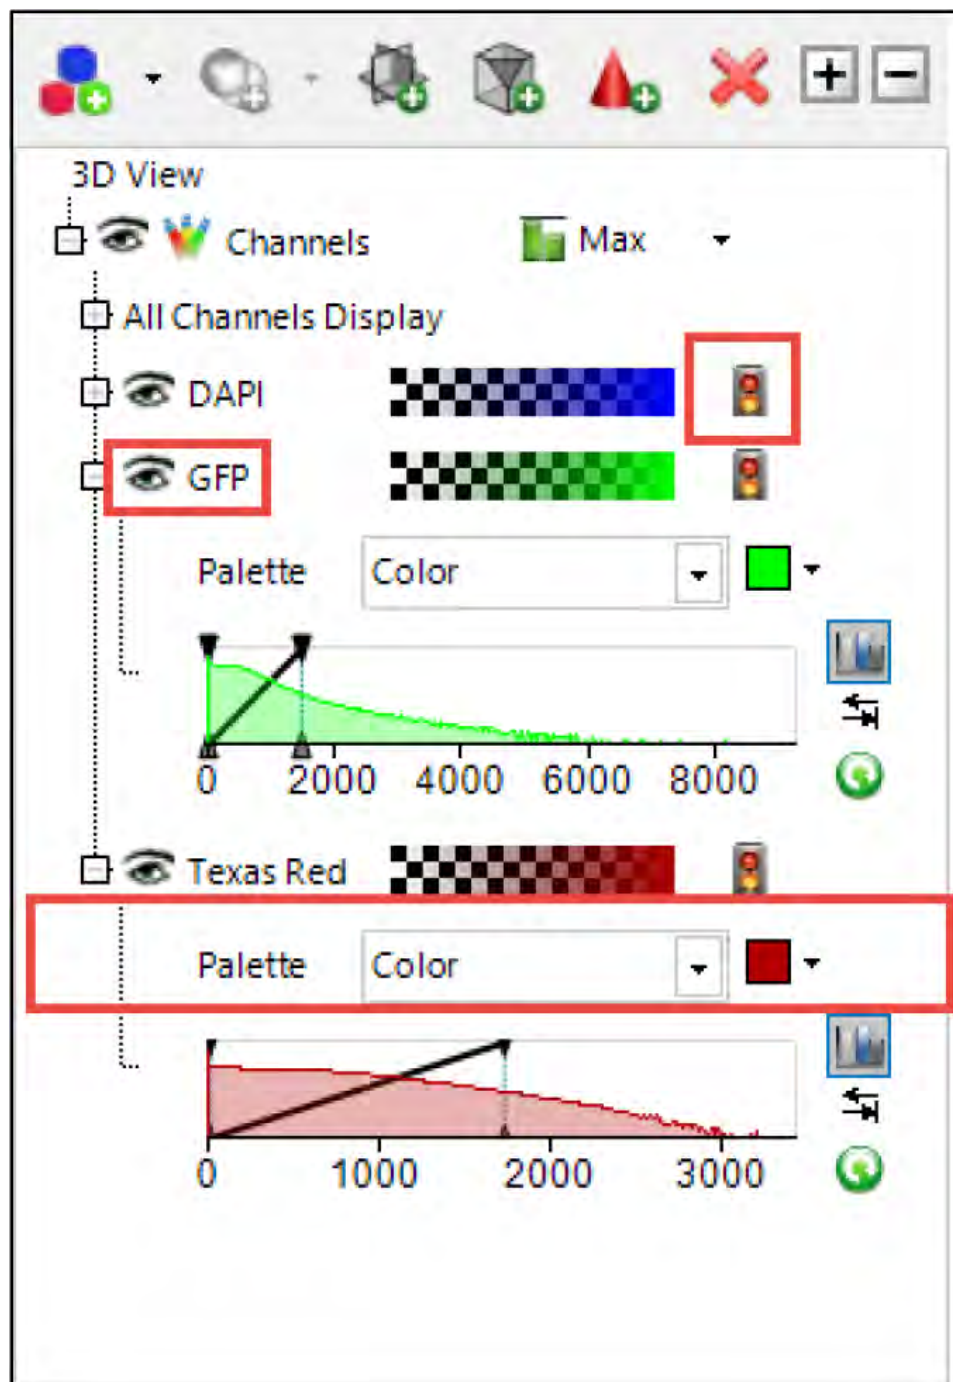 3D View
Channels Max
All Channels Display
DAPI
GFP
Palette Color
0 2000 4000 6000 8000
Texas Red
Palette Color
0 1000 2000 3000